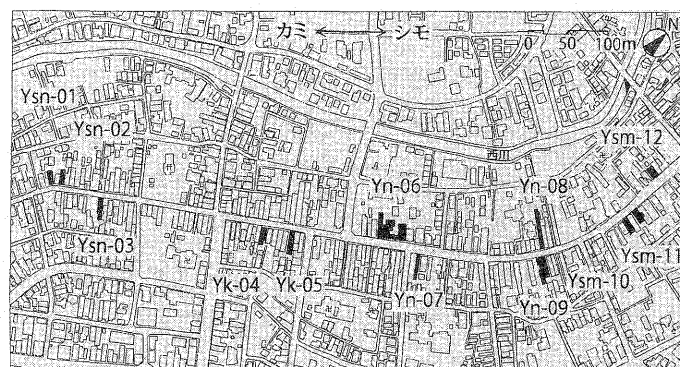 カミ ←→ シモ
N
0 50 100m
Ysn-01
Ysn-02
Ysm-12
Yn-06
Yn-08
Ysn-03
Yk-04
Yk-05
Yn-07
Yn-09
Ysm-10
Ysm-11